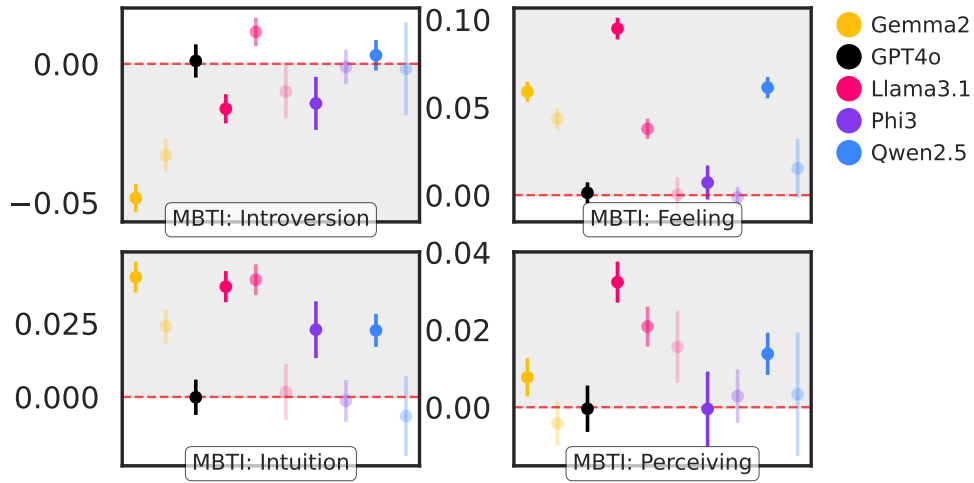 0.00
−0.05
MBTI: Introversion
0.10
0.05
0.00
MBTI: Feeling
Gemma2
GPT4o
Llama3.1
Phi3
Qwen2.5
0.025
0.000
MBTI: Intuition
0.04
0.02
0.00
MBTI: Perceiving